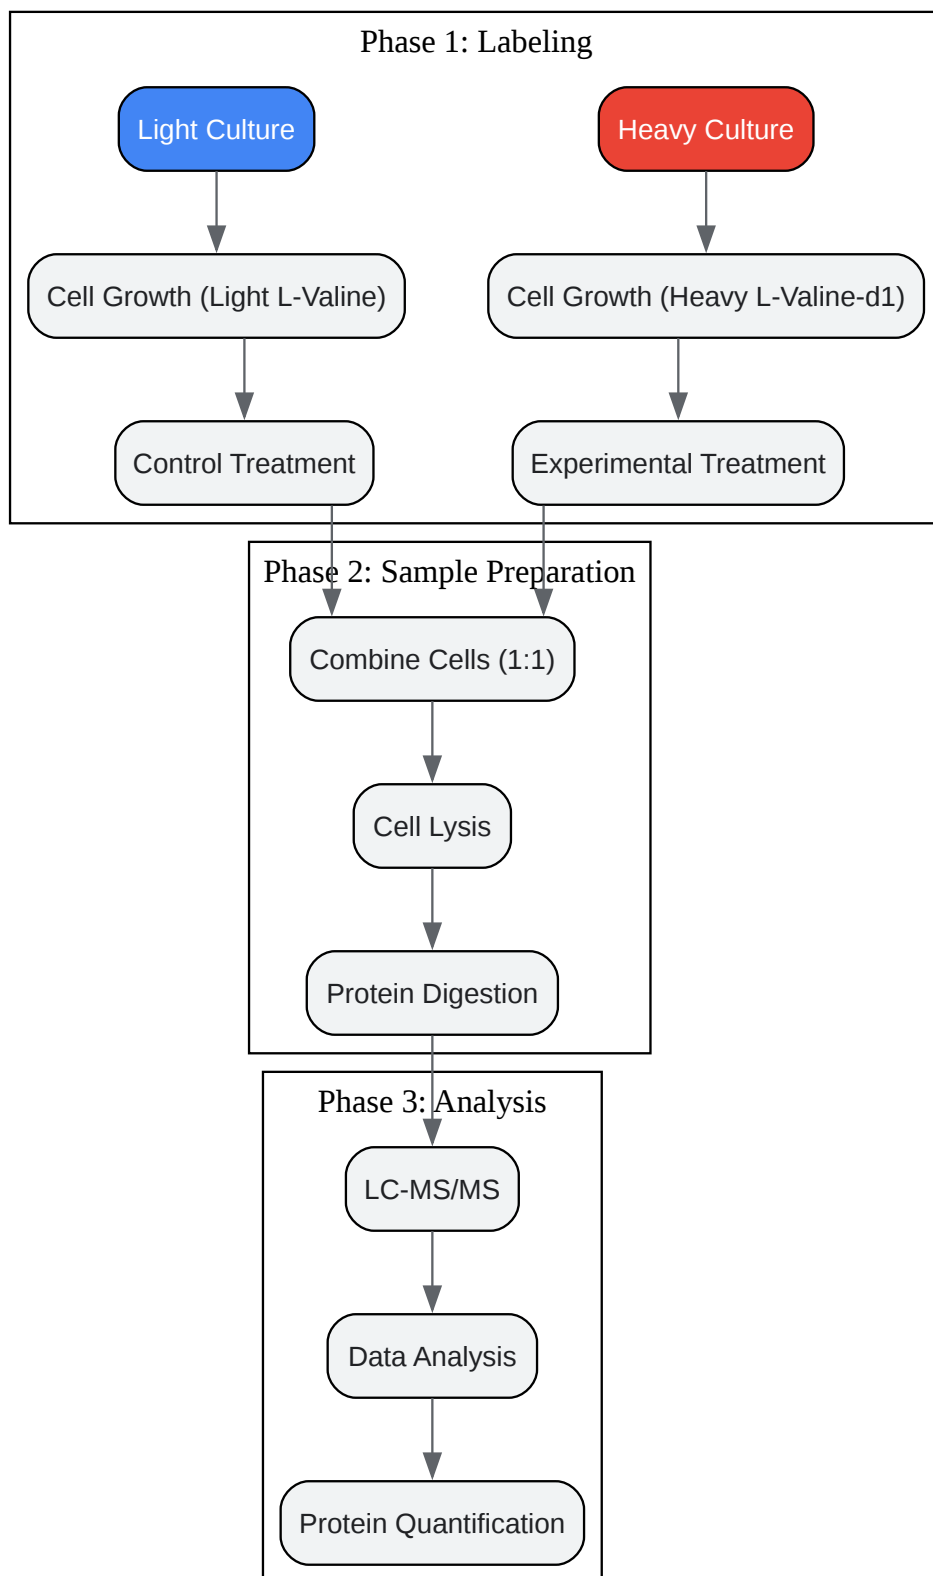 Phase 1: Labeling
Light Culture
Heavy Culture
Cell Growth (Light L-Valine)
Cell Growth (Heavy L-Valine-d1)
Control Treatment
Experimental Treatment
Phase 2: Sample Preparation
Combine Cells (1:1)
Cell Lysis
Protein Digestion
Phase 3: Analysis
LC-MS/MS
Data Analysis
Protein Quantification